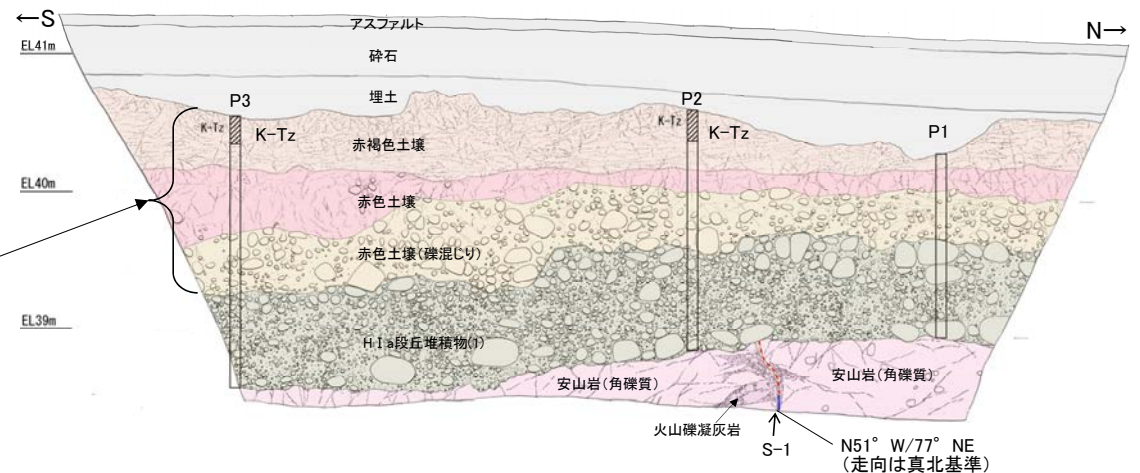 ←S
N→
アスファルト
EL41m
砕石
埋土
P3
P2
P1
K-Tz
K-Tz
K-Tz
K-Tz
赤褐色土壌
EL40m
赤色土壌
赤色土壌(礫混じり)
EL39m
HⅠa段丘堆積物(1)
安山岩(角礫質)
安山岩(角礫質)
火山礫凝灰岩
S-1
N51°W/77°NE
(走向は真北基準)